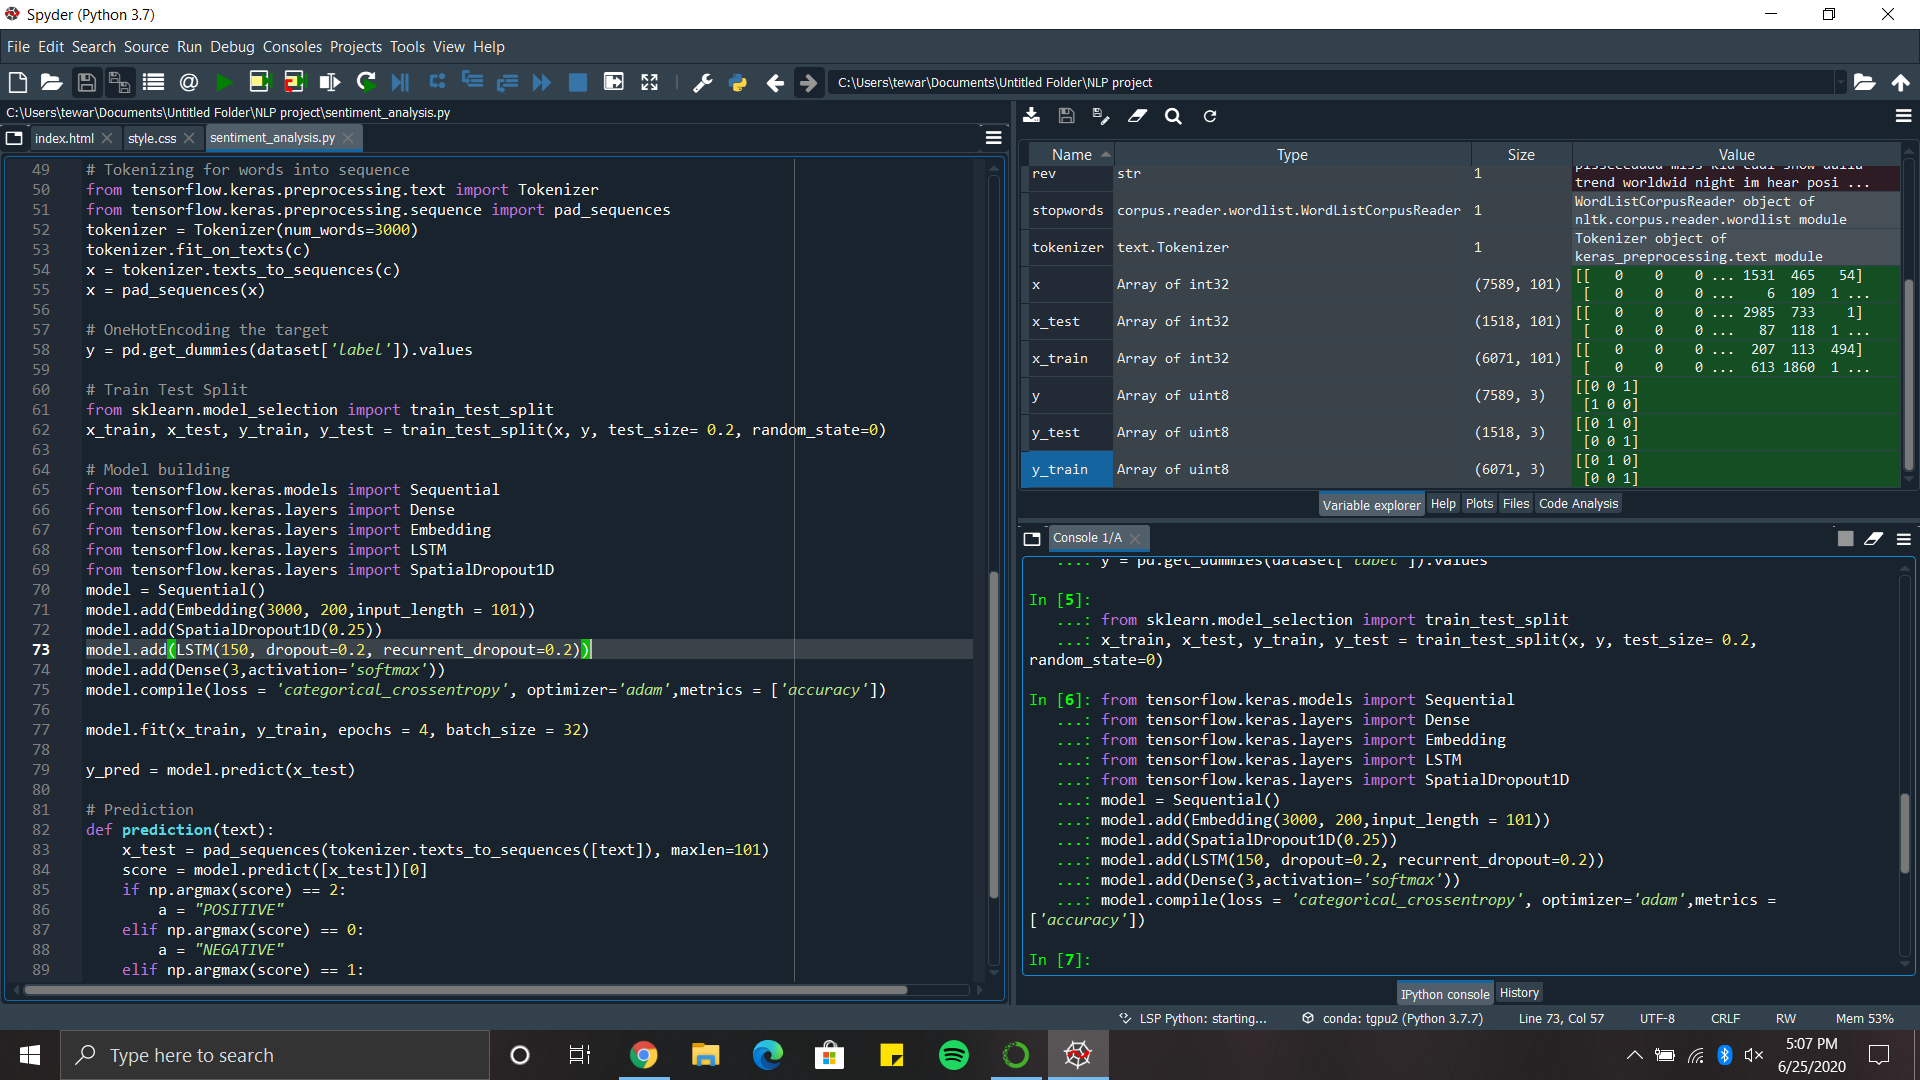 Spyder (Python 3.7)
File Edit Search Source Run Debug Consoles Projects Tools View Help
C:\Users\tewar\Documents\Untitled Folder\NLP project
C:\Users\tewar\Documents\Untitled Folder\NLP project\sentiment_analysis.py
index.html style.css sentiment_analysis.py
49 # Tokenizing for words into sequence
50 from tensorflow.keras.preprocessing.text import Tokenizer
51 from tensorflow.keras.preprocessing.sequence import pad_sequences
52 tokenizer = Tokenizer(num_words=3000)
53 tokenizer.fit_on_texts(c)
54 x = tokenizer.texts_to_sequences(c)
55 x = pad_sequences(x)
56
57 # OneHotEncoding the target
58 y = pd.get_dummies(dataset['label']).values
59
60 # Train Test Split
61 from sklearn.model_selection import train_test_split
62 x_train, x_test, y_train, y_test = train_test_split(x, y, test_size= 0.2, random_state=0)
63
64 # Model building
65 from tensorflow.keras.models import Sequential
66 from tensorflow.keras.layers import Dense
67 from tensorflow.keras.layers import Embedding
68 from tensorflow.keras.layers import LSTM
69 from tensorflow.keras.layers import SpatialDropout1D
70 model = Sequential()
71 model.add(Embedding(3000, 200,input_length = 101))
72 model.add(SpatialDropout1D(0.25))
73 model.add(LSTM(150, dropout=0.2, recurrent_dropout=0.2))
74 model.add(Dense(3,activation='softmax'))
75 model.compile(loss = 'categorical_crossentropy', optimizer='adam',metrics = ['accuracy'])
76
77 model.fit(x_train, y_train, epochs = 4, batch_size = 32)
78
79 y_pred = model.predict(x_test)
80
81 # Prediction
82 def prediction(text):
83 x_test = pad_sequences(tokenizer.texts_to_sequences([text]), maxlen=101)
84 score = model.predict([x_test])[0]
85 if np.argmax(score) == 2:
86 a = "POSITIVE"
87 elif np.argmax(score) == 0:
88 a = "NEGATIVE"
89 elif np.argmax(score) == 1:
Name Type Size Value
rev str 1
trend worldwid night im hear posi ...
stopwords corpus.reader.wordlist.WordListCorpusReader 1 WordListCorpusReader object of
nltk.corpus.reader.wordlist module
tokenizer text.Tokenizer 1 Tokenizer object of
keras_preprocessing.text module
x Array of int32 (7589, 101) [[ 0 0 0 ... 1531 465 54]
[ 0 0 0 ... 6 109 1 ...
x_test Array of int32 (1518, 101) [[ 0 0 0 ... 2985 733 1]
[ 0 0 0 ... 87 118 1 ...
x_train Array of int32 (6071, 101) [[ 0 0 0 ... 207 113 494]
[ 0 0 0 ... 613 1860 1 ...
y Array of uint8 (7589, 3) [[0 0 1]
[1 0 0]
y_test Array of uint8 (1518, 3) [[0 1 0]
[0 0 1]
y_train Array of uint8 (6071, 3) [[0 1 0]
[0 0 1]
Variable explorer Help Plots Files Code Analysis
Console 1/A
...: y = pd.get_dummies(dataset['label']).values
In [5]:
...: from sklearn.model_selection import train_test_split
...: x_train, x_test, y_train, y_test = train_test_split(x, y, test_size= 0.2,
random_state=0)
In [6]: from tensorflow.keras.models import Sequential
...: from tensorflow.keras.layers import Dense
...: from tensorflow.keras.layers import Embedding
...: from tensorflow.keras.layers import LSTM
...: from tensorflow.keras.layers import SpatialDropout1D
...: model = Sequential()
...: model.add(Embedding(3000, 200,input_length = 101))
...: model.add(SpatialDropout1D(0.25))
...: model.add(LSTM(150, dropout=0.2, recurrent_dropout=0.2))
...: model.add(Dense(3,activation='softmax'))
...: model.compile(loss = 'categorical_crossentropy', optimizer='adam',metrics =
['accuracy'])
In [7]:
IPython console History
LSP Python: starting... conda: tgpu2 (Python 3.7.7) Line 73, Col 57 UTF-8 CRLF RW Mem 53%
Type here to search
5:07 PM
6/25/2020